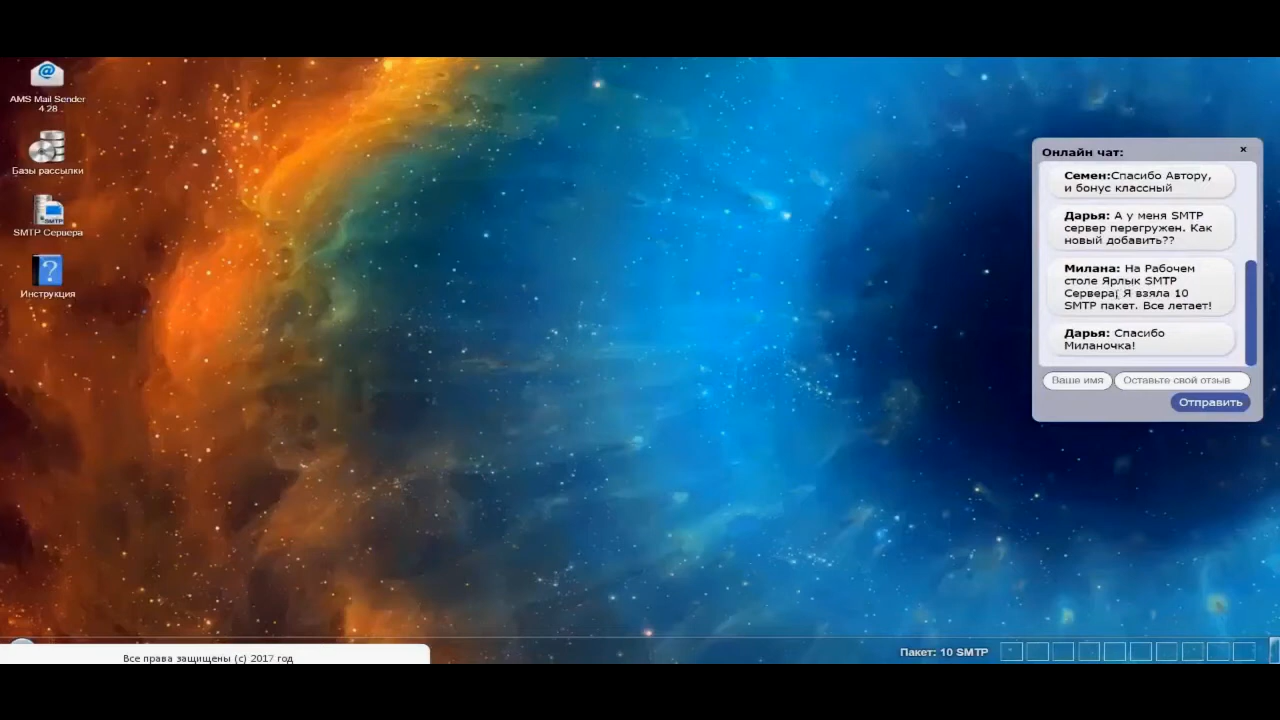 AMS Mail Sender
4.28
Базы рассылки
SMTP Сервера
Инструкция
Онлайн чат:
×
Семен:Спасибо Автору,
и бонус классный
Дарья: А у меня SMTP
сервер перегружен. Как
новый добавить??
Милана: На Рабочем
столе Ярлык SMTP
Сервера! Я взяла 10
SMTP пакет. Все летает!
Дарья: Спасибо
Миланочка!
Ваше имя
Оставьте свой отзыв
Отправить
Все права защищены (с) 2017 год
Пакет: 10 SMTP